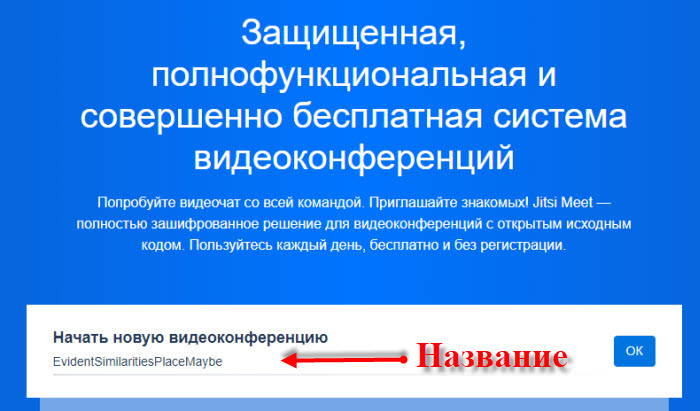 Защищенная,
полнофункциональная и
совершенно бесплатная система
видеоконференций
Попробуйте видеочат со всей командой. Приглашайте знакомых! Jitsi Meet —
полностью зашифрованное решение для видеоконференций с открытым исходным
кодом. Пользуйтесь каждый день, бесплатно и без регистрации.
Начать новую видеоконференцию
EvidentSimilaritiesPlaceMaybe
Название
ОК